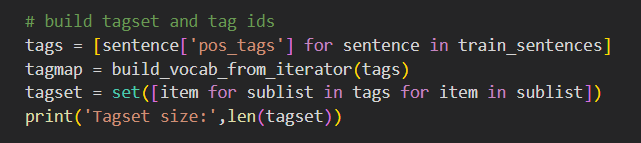 # build tagset and tag ids
tags = [sentence['pos_tags'] for sentence in train_sentences]
tagmap = build_vocab_from_iterator(tags)
tagset = set([item for sublist in tags for item in sublist])
print('Tagset size:',len(tagset))